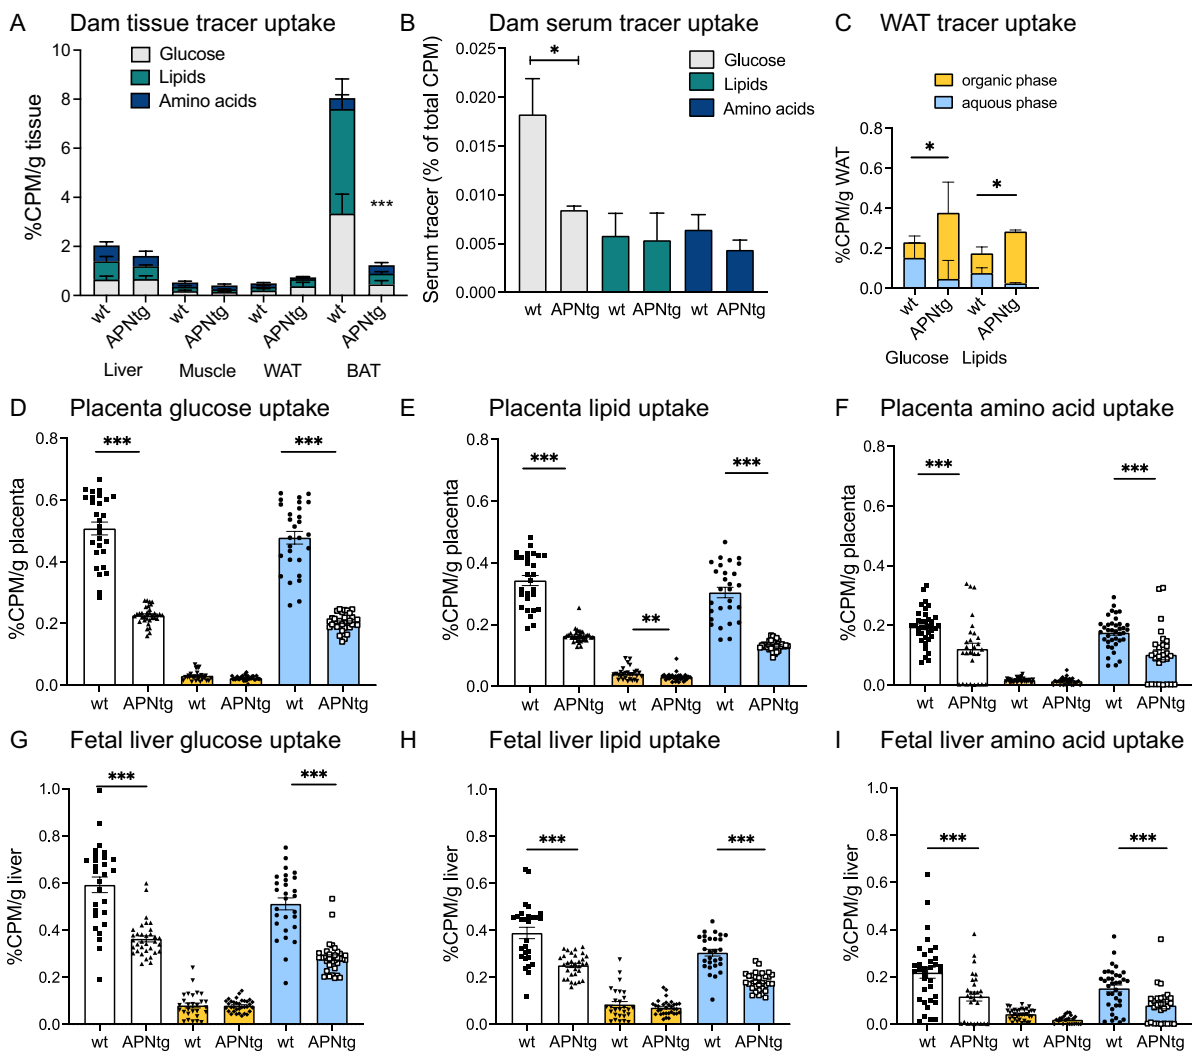 A Dam tissue tracer uptake
Glucose
Lipids
Amino acids
%CPM/g tissue
10
8
6
4
2
0
***
wt APNtg wt APNtg wt APNtg wt APNtg
Liver Muscle WAT BAT
B Dam serum tracer uptake
Glucose
Lipids
Amino acids
Serum tracer (% of total CPM)
0.025
0.020
0.015
0.010
0.005
0.000
*
wt APNtg wt APNtg wt APNtg
C WAT tracer uptake
organic phase
aquous phase
%CPM/g WAT
0.8
0.6
0.4
0.2
0.0
*
*
wt APNtg wt APNtg
Glucose Lipids
D Placenta glucose uptake
%CPM/g placenta
0.8
0.6
0.4
0.2
0.0
*** ***
wt APNtg wt APNtg wt APNtg
E Placenta lipid uptake
%CPM/g placenta
0.8
0.6
0.4
0.2
0.0
*** ** ***
wt APNtg wt APNtg wt APNtg
F Placenta amino acid uptake
%CPM/g placenta
0.8
0.6
0.4
0.2
0.0
*** ***
wt APNtg wt APNtg wt APNtg
G Fetal liver glucose uptake
%CPM/g liver
1.0
0.8
0.6
0.4
0.2
0.0
*** ***
wt APNtg wt APNtg wt APNtg
H Fetal liver lipid uptake
%CPM/g liver
1.0
0.8
0.6
0.4
0.2
0.0
*** ***
wt APNtg wt APNtg wt APNtg
I Fetal liver amino acid uptake
%CPM/g liver
1.0
0.8
0.6
0.4
0.2
0.0
*** ***
wt APNtg wt APNtg wt APNtg